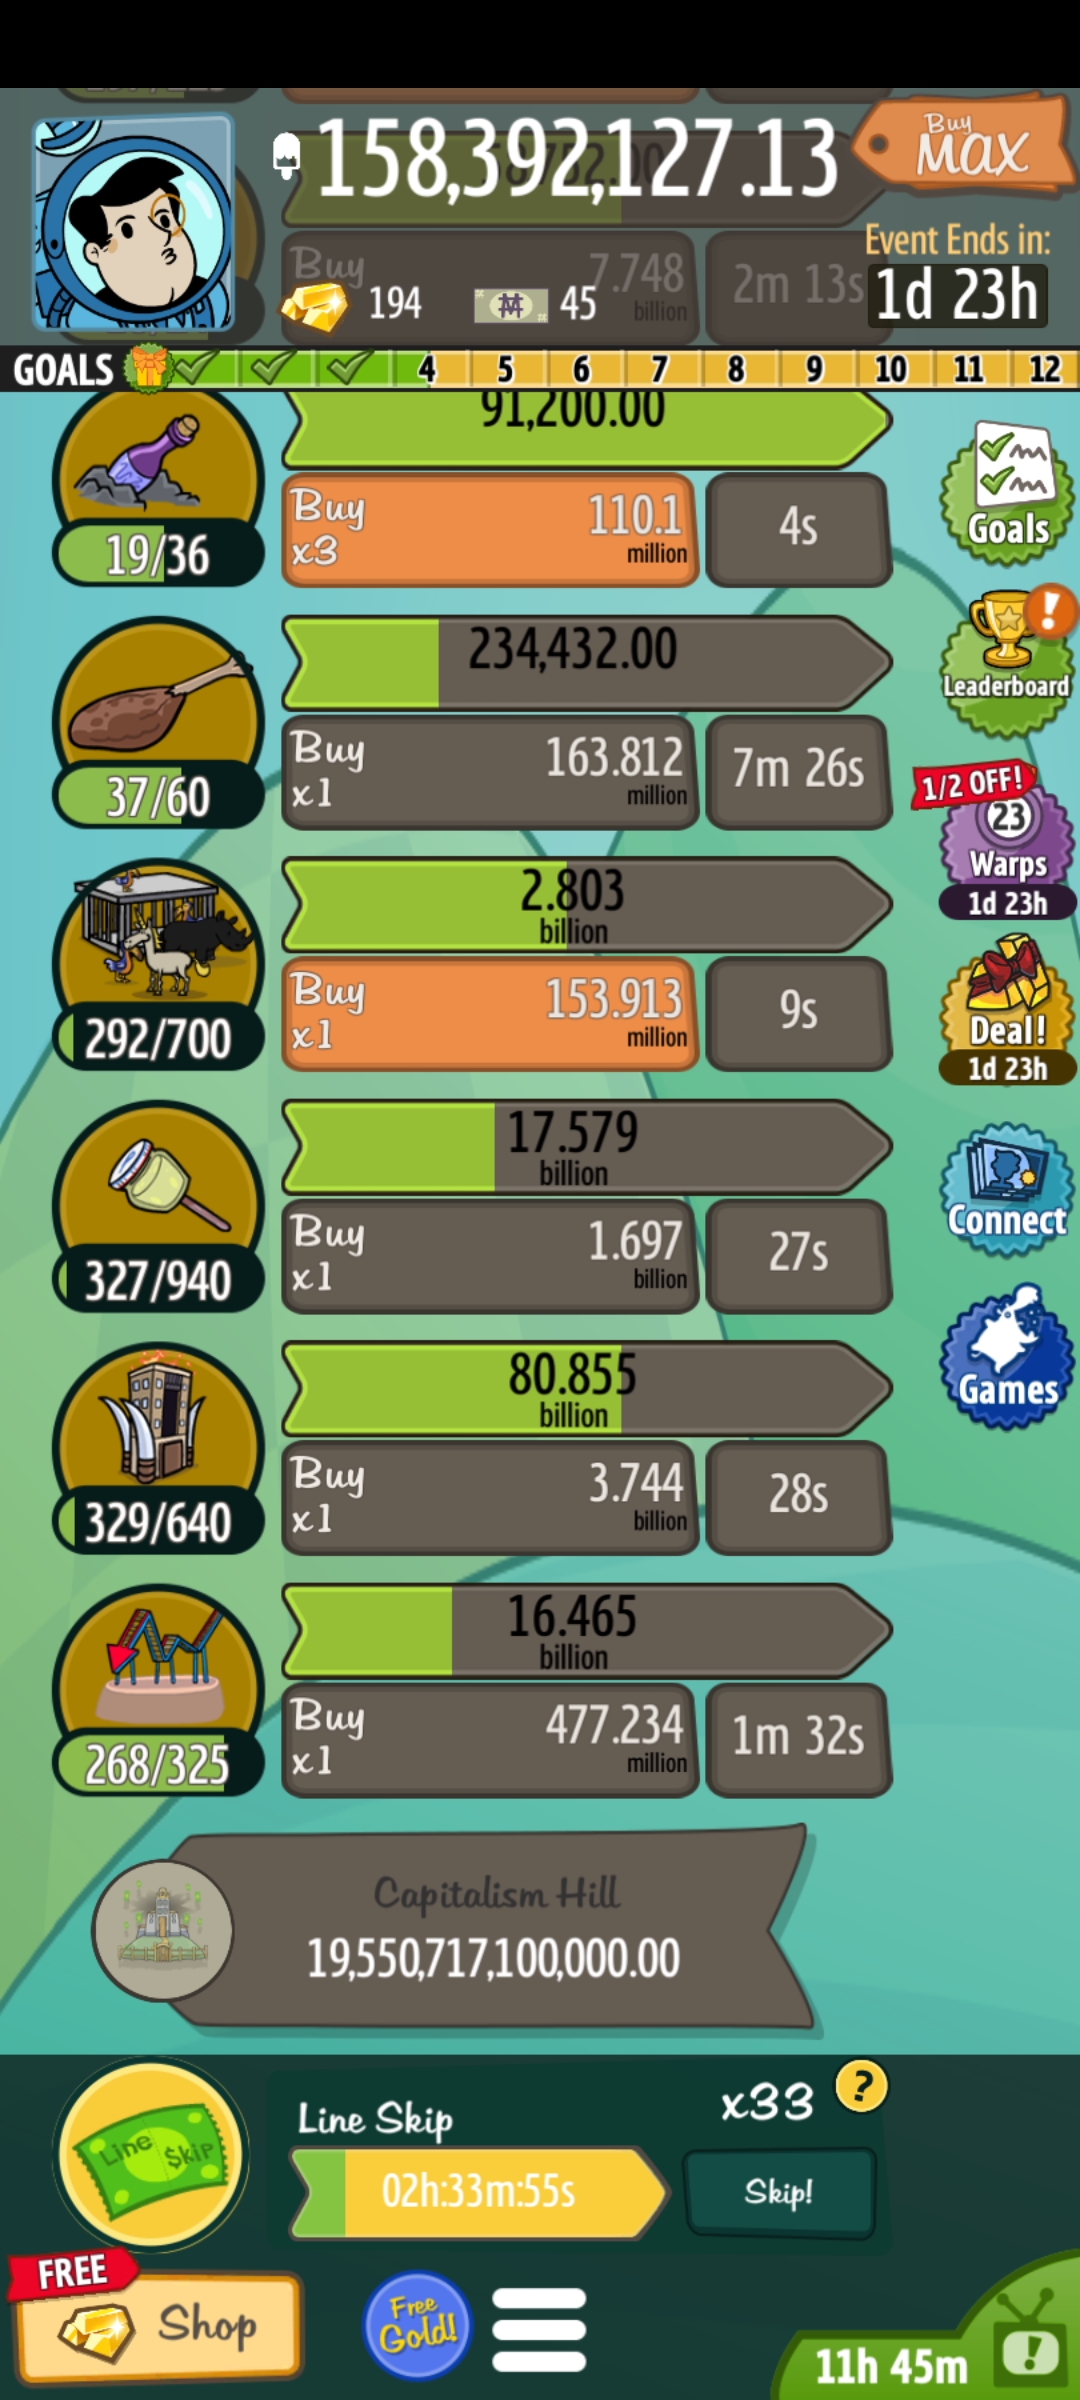 158,392,127.13
Buy
MAX
Event Ends in:
1d 23h
Buy
7.748
billion
2m 13s
194
45
GOALS
4 5 6 7 8 9 10 11 12
91,200.00
Buy
x3
110.1
million
4s
19/36
Goals
Leaderboard
234,432.00
Buy
x1
163.812
million
7m 26s
37/60
1/2 OFF!
23
Warps
1d 23h
2.803
billion
Buy
x1
153.913
million
9s
292/700
Deal!
1d 23h
17.579
billion
Buy
x1
1.697
billion
27s
327/940
Connect
80.855
billion
Buy
x1
3.744
billion
28s
329/640
Games
16.465
billion
Buy
x1
477.234
million
1m 32s
268/325
Capitalism Hill
19,550,717,100,000.00
Line $kip
Line Skip
x33
?
02h:33m:55s
Skip!
FREE
Shop
Free
Gold!
11h 45m